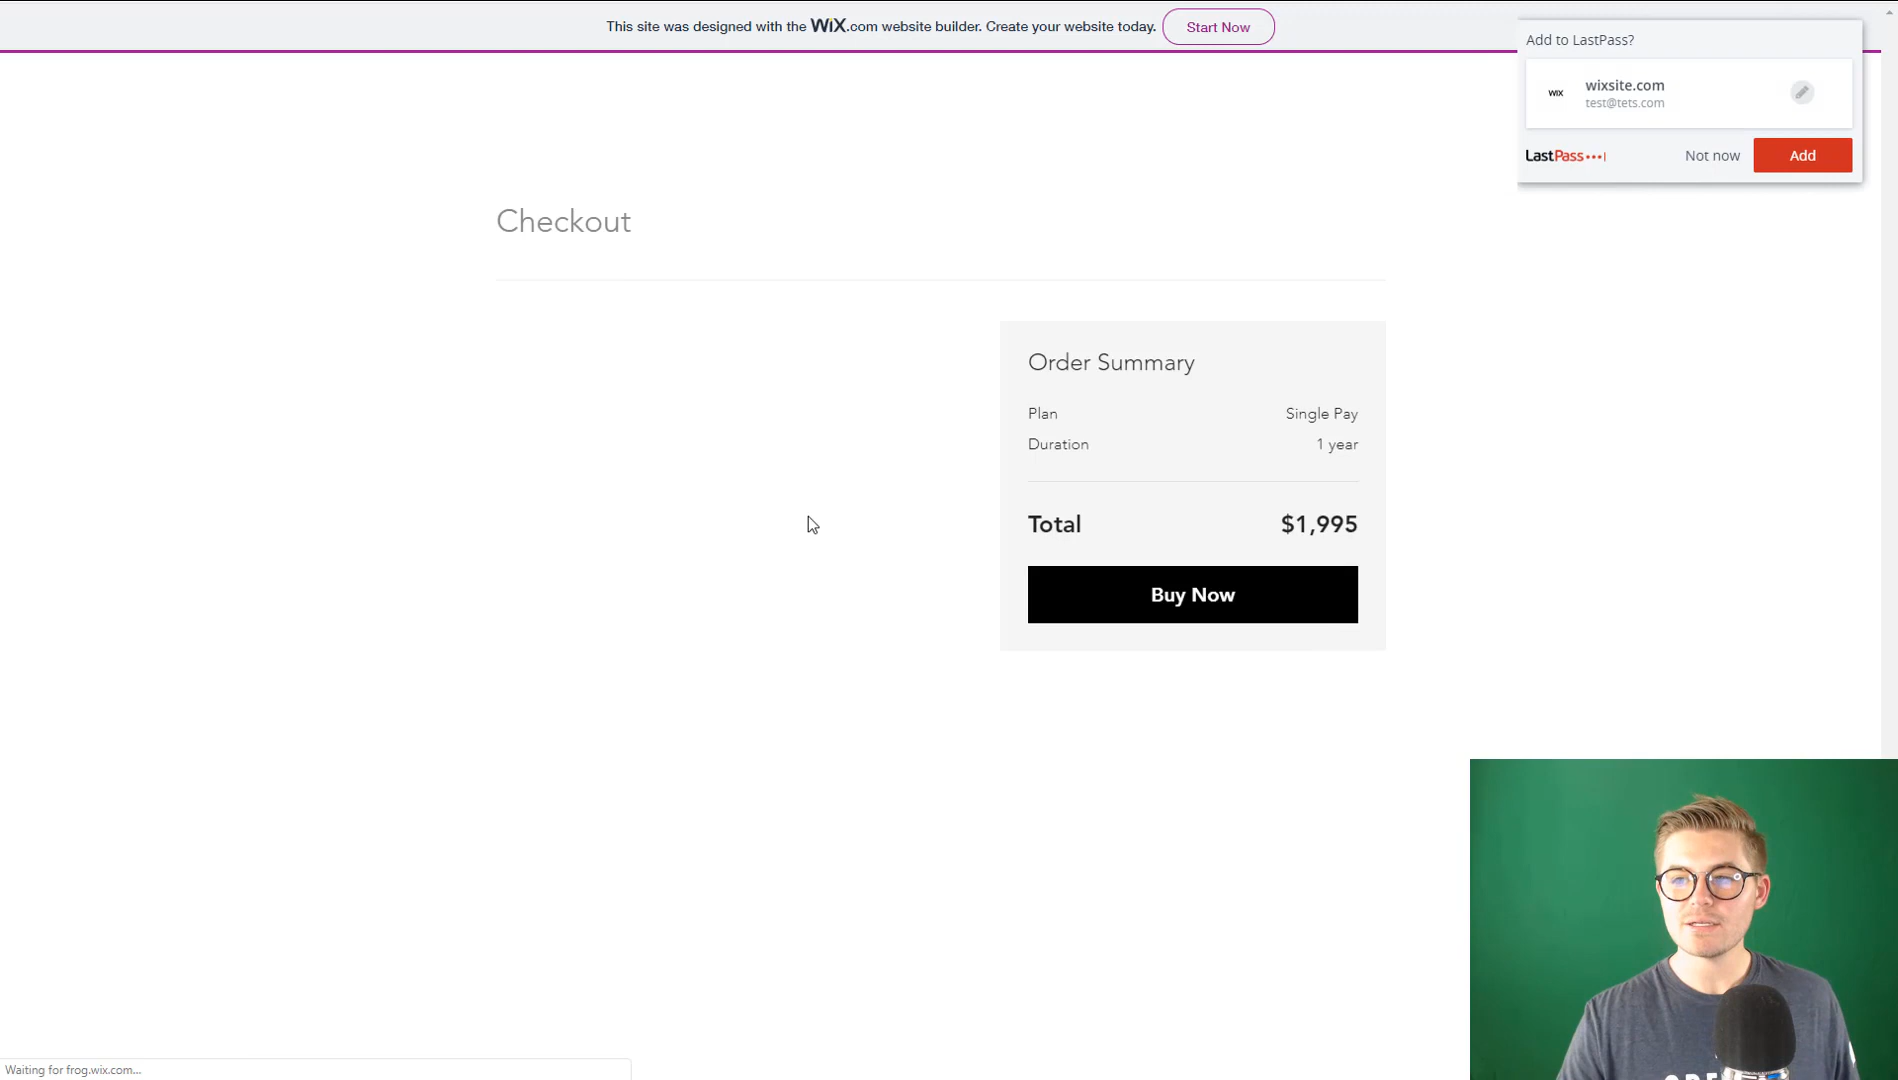 This site was designed with the WiX.com website builder. Create your website today. Start Now
Add to LastPass?
WIX wixsite.com
test@tets.com
LastPass Not now Add
Checkout
Order Summary
Plan Single Pay
Duration 1 year
Total $1,995
Buy Now
Waiting for frog.wix.com...